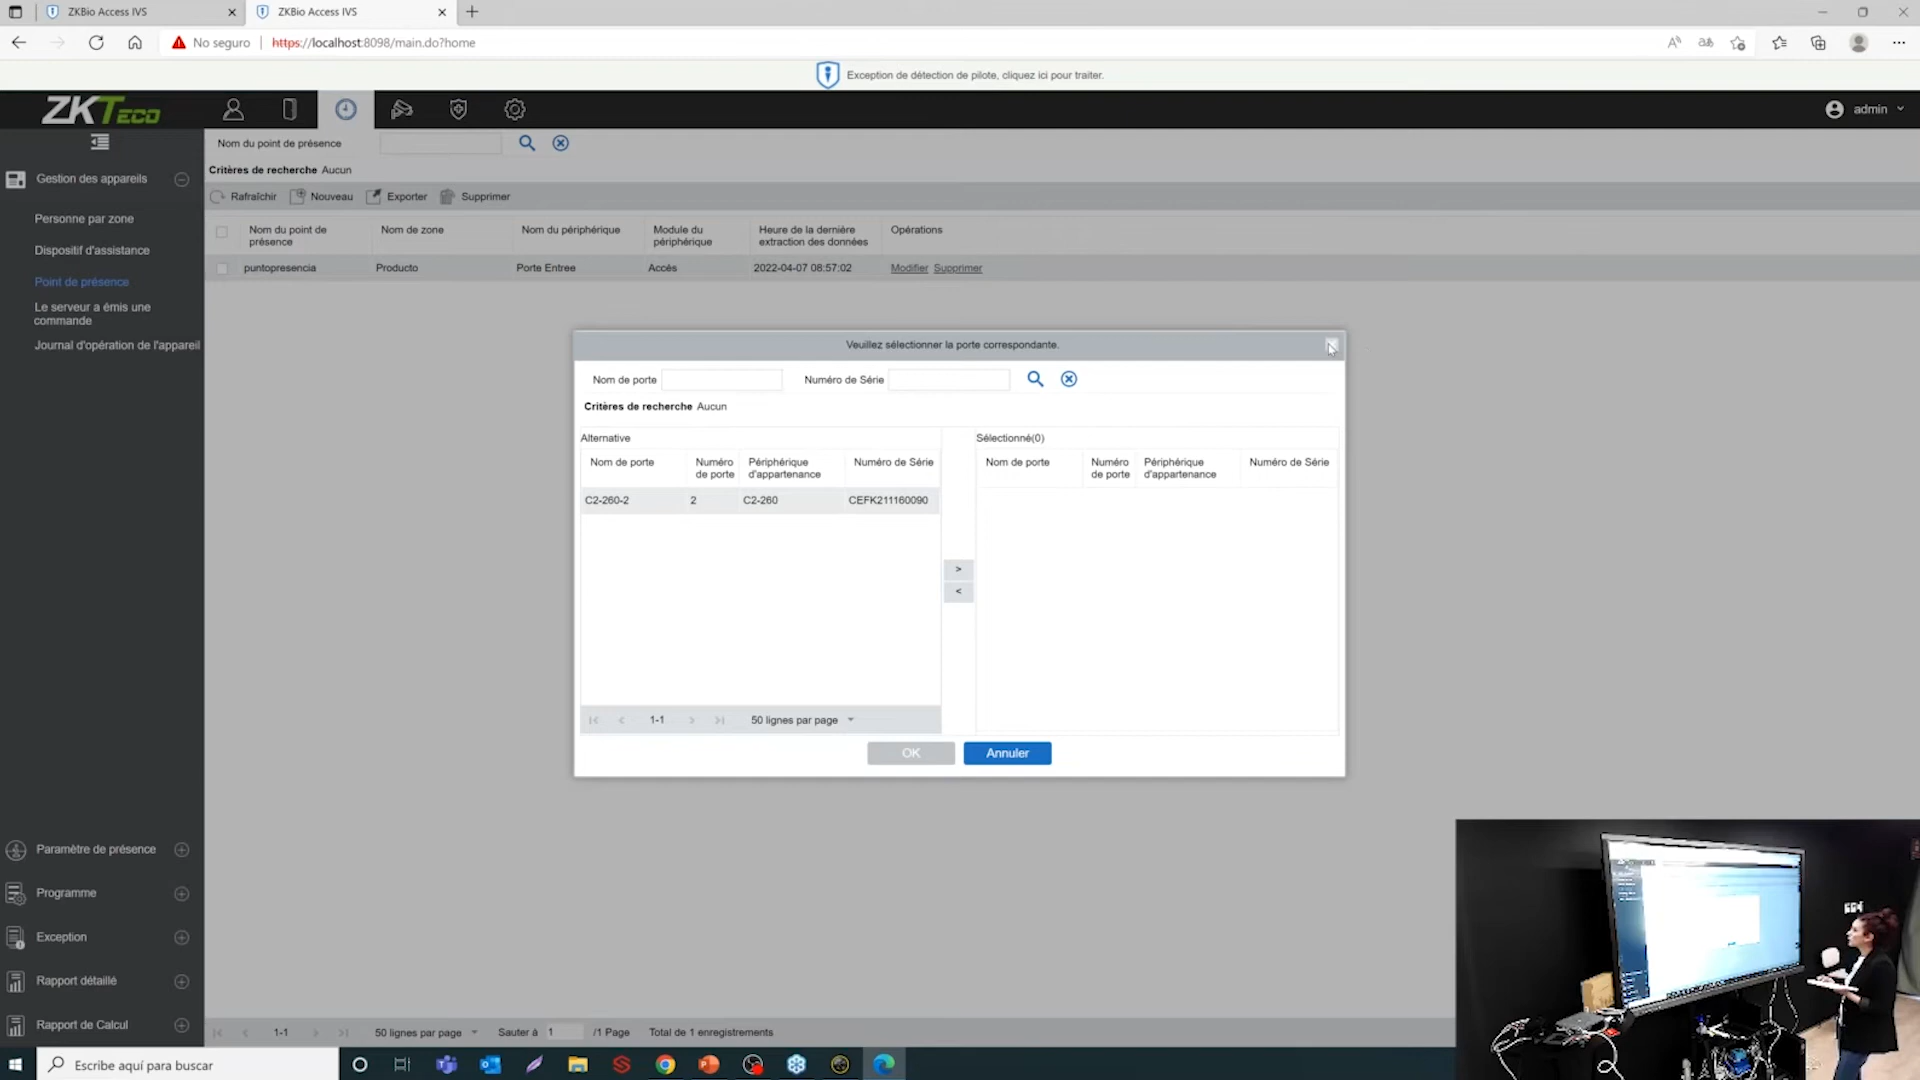 ZKBio Access IVS
ZKBio Access IVS
No seguro
https://localhost:8098/main.do?home
Exception de détection de pilote, cliquez ici pour traiter.
ZKTECO
admin
Nom du point de présence
Critères de recherche Aucun
Gestion des appareils
Rafraîchir Nouveau Exporter Supprimer
Personne par zone
Dispositif d'assistance
Point de présence
Le serveur a émis une
commande
Journal d'opération de l'appareil
Nom du point de
présence
Nom de zone
Nom du périphérique
Module du
périphérique
Heure de la dernière
extraction des données
Opérations
puntopresencia Producto Porte Entree Accès 2022-04-07 08:57:02 Modifier Supprimer
Veuillez sélectionner la porte correspondante.
Nom de porte
Numéro de Série
Critères de recherche Aucun
Alternative
Nom de porte
Numéro
de porte
Périphérique
d'appartenance
Numéro de Série
C2-260-2 2 C2-260 CEFK211160090
Sélectionné(0)
Nom de porte
Numéro
de porte
Périphérique
d'appartenance
Numéro de Série
>
<
1-1 50 lignes par page
OK
Annuler
Paramètre de présence
Programme
Exception
Rapport détaillé
Rapport de Calcul
1-1 50 lignes par page Sauter à 1 /1 Page Total de 1 enregistrements
Escribe aquí para buscar